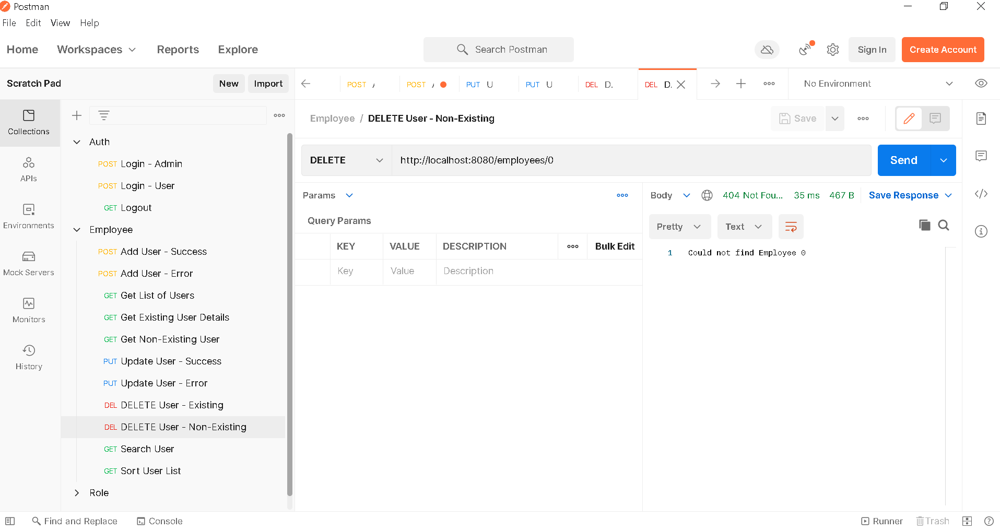 Postman
File Edit View Help
Home Workspaces Reports Explore
Search Postman
Sign In
Create Account
Scratch Pad
New
Import
POST
POST
PUT U
PUT U
DEL D.
DEL D.
No Environment
Collections
APIs
Environments
Mock Servers
Monitors
History
Auth
POST Login - Admin
POST Login - User
GET Logout
Employee
POST Add User - Success
POST Add User - Error
GET Get List of Users
GET Get Existing User Details
GET Get Non-Existing User
PUT Update User - Success
PUT Update User - Error
DEL DELETE User - Existing
DEL DELETE User - Non-Existing
GET Search User
GET Sort User List
Role
Employee / DELETE User - Non-Existing
Save
DELETE
http://localhost:8080/employees/0
Send
Params
Query Params
KEY VALUE DESCRIPTION Bulk Edit
Key Value Description
Body 404 Not Fou... 35 ms 467 B Save Response
Pretty
Text
1 Could not find Employee 0
Find and Replace
Console
Runner
Trash